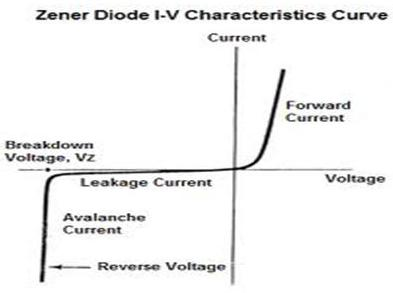 Zener Diode I-V Characteristics Curve
Current
Forward
Current
Breakdown
Voltage, Vz
Leakage Current
Voltage
Avalanche
Current
Reverse Voltage